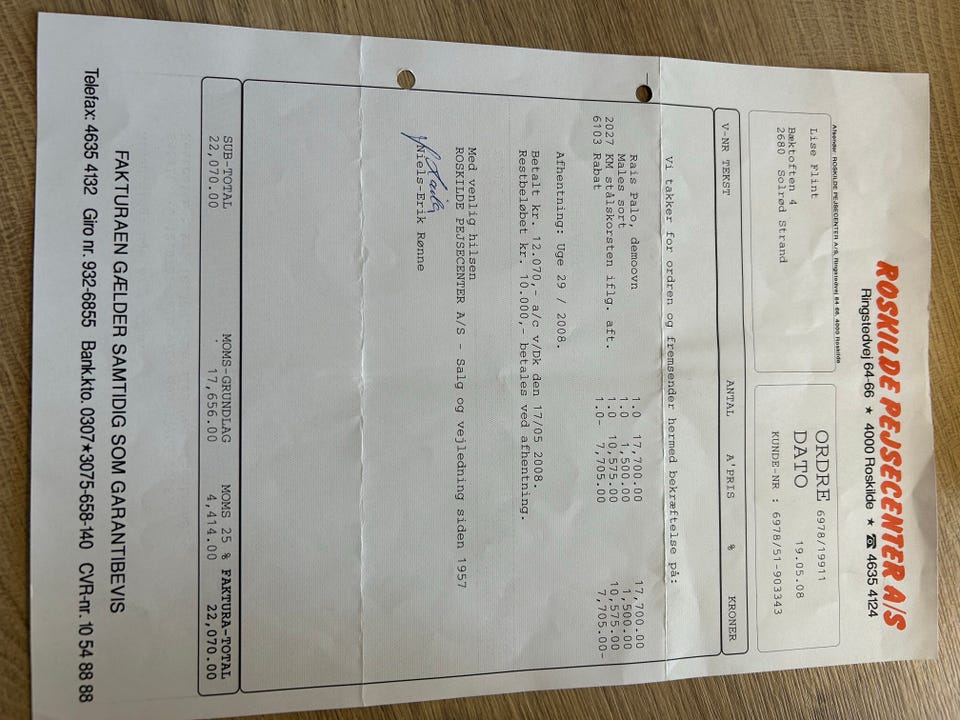 ROSKILDE PEJSECENTER A/S
Ringstedvej 64-66 ★ 4000 Roskilde ★ ☎ 4635 4124
Afsender: ROSKILDE PEJSECENTER A/S, Ringstedvej 64-66, 4000 Roskilde
Lise Flint
Bæktoften 4
2680 Solrød Strand
ORDRE 6978/19911
DATO 19.05.08
KUNDE-NR : 6978/51-903343
V-NR TEKST ANTAL A'PRIS % KRONER
Vi takker for ordren og fremsender hermed bekræftelse på:
Rais Palo, demoovn 1.0 17,700.00 17,700.00
Males sort 1.0 1,500.00 1,500.00
2027 KM stålskorsten iflg. aft. 1.0 10,575.00 10,575.00
6103 Rabat 1.0- 7,705.00 7,705.00-
Afhentning: Uge 29 / 2008.
Betalt kr. 12.070,- a/c v/Dk den 17/05 2008.
Restbeløbet kr. 10.000,- betales ved afhentning.
Med venlig hilsen
ROSKILDE PEJSECENTER A/S - Salg og vejledning siden 1957
Niels-Erik Rønne
SUB-TOTAL MOMS-GRUNDLAG MOMS 25 % FAKTURA-TOTAL
22,070.00 17,656.00 4,414.00 22,070.00
FAKTURAEN GÆLDER SAMTIDIG SOM GARANTIBEVIS
Telefax: 4635 4132 Giro nr. 932-6855 Bank.kto. 0307★3075-658-140 CVR-nr. 10 54 88 88